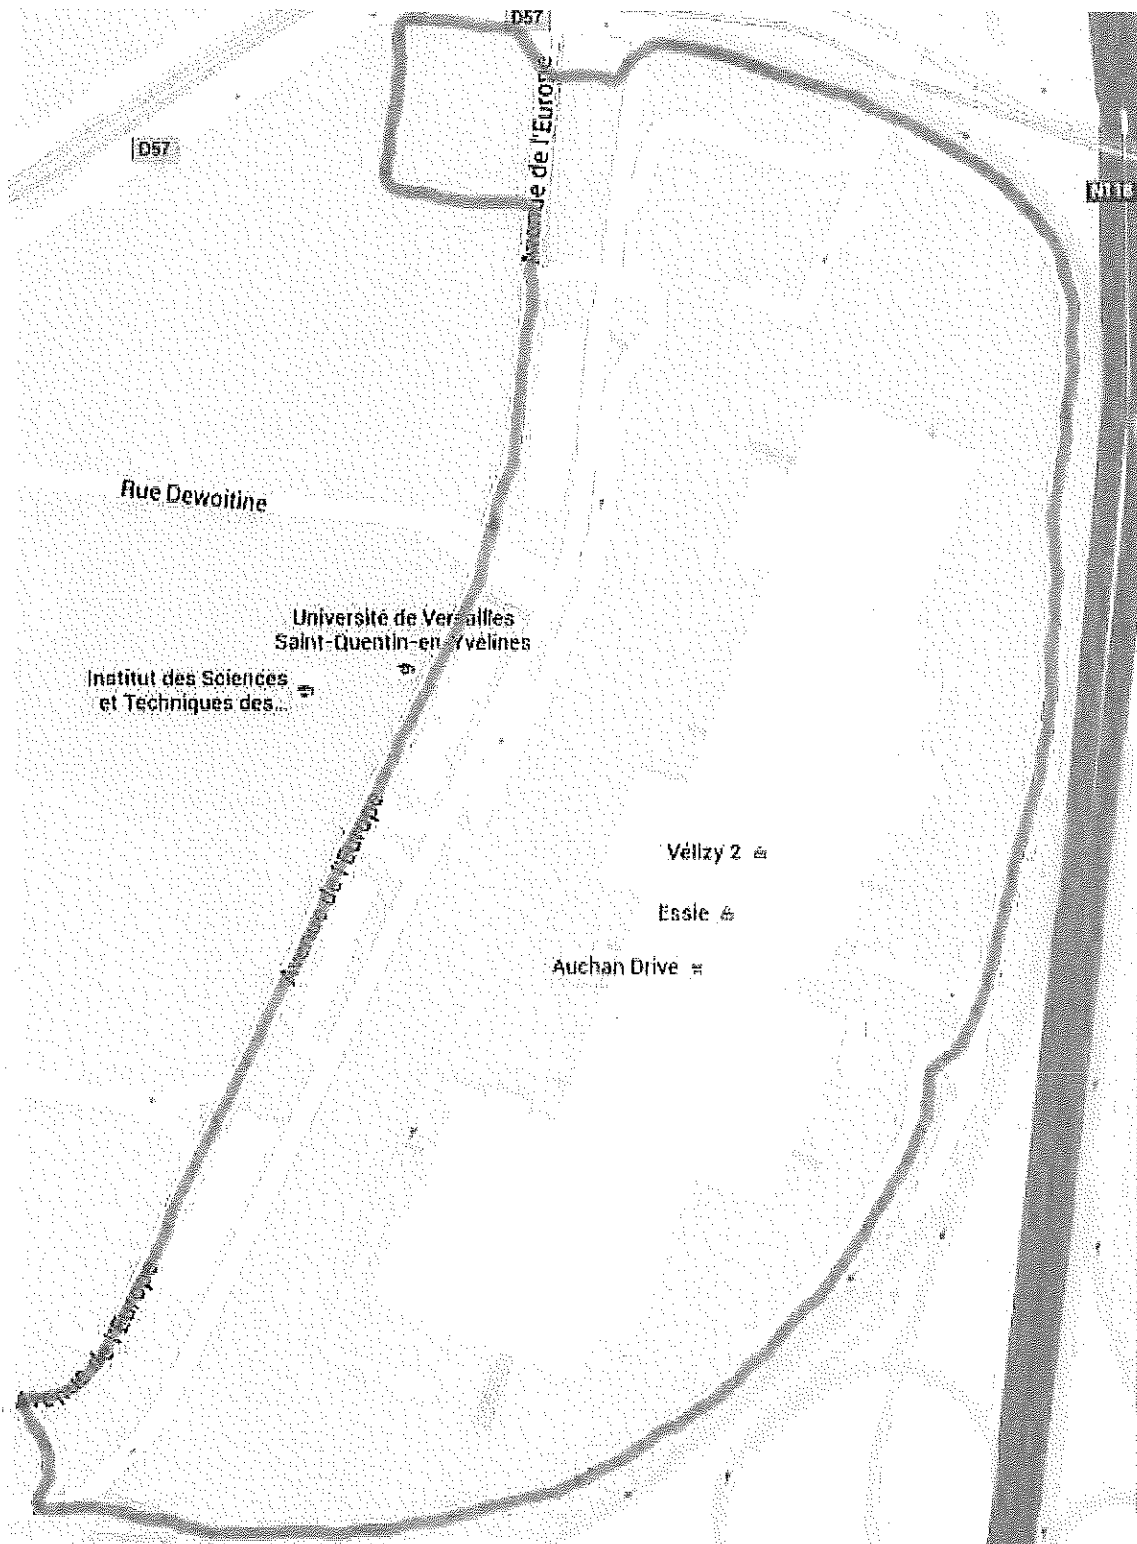 D57
D57
N118
Rue Dewoitine
Université de Versailles
Saint-Quentin-en-Yvelines
Institut des Sciences
et Techniques des...
Avenue de l'Europe
Vélizy 2
Essie
Auchan Drive